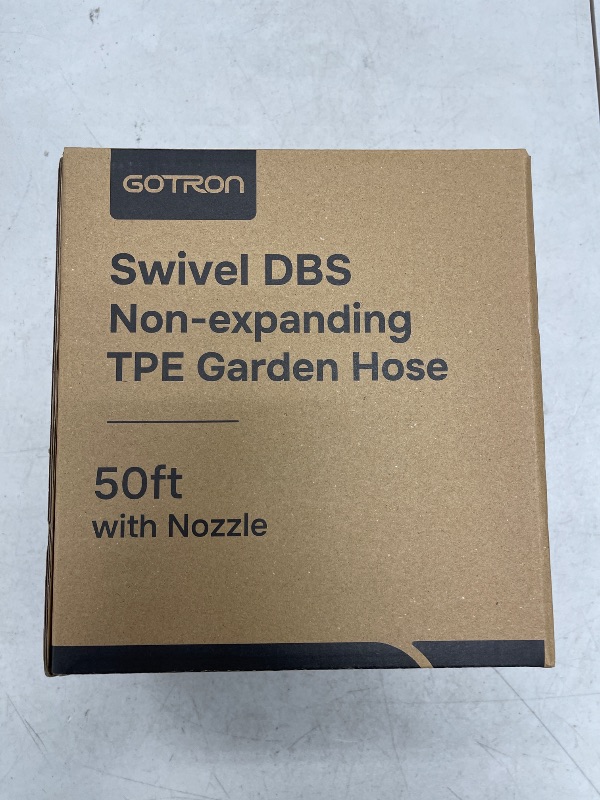 GOTRON
Swivel DBS
Non-expanding
TPE Garden Hose
50ft
with Nozzle